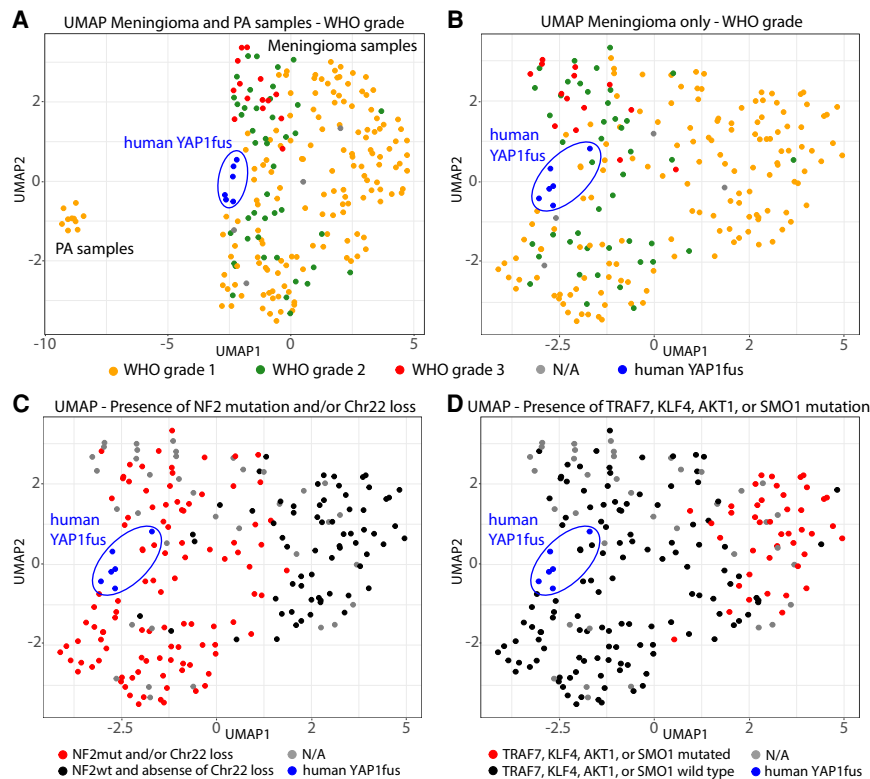 A
UMAP Meningioma and PA samples - WHO grade
Meningioma samples
human YAP1fus
PA samples
UMAP2
2
0
-2
-10
-5
0
5
UMAP1
B
UMAP Meningioma only - WHO grade
human
YAP1fus
UMAP2
2
0
-2
-2.5
0
2.5
5
UMAP1
WHO grade 1
WHO grade 2
WHO grade 3
N/A
human YAP1fus
C
UMAP - Presence of NF2 mutation and/or Chr22 loss
human
YAP1fus
UMAP2
2
0
-2
-2.5
0
2.5
5
UMAP1
NF2mut and/or Chr22 loss
N/A
NF2wt and absense of Chr22 loss
human YAP1fus
D
UMAP - Presence of TRAF7, KLF4, AKT1, or SMO1 mutation
human
YAP1fus
UMAP2
2
0
-2
-2.5
0
2.5
5
UMAP1
TRAF7, KLF4, AKT1, or SMO1 mutated
N/A
TRAF7, KLF4, AKT1, or SMO1 wild type
human YAP1fus